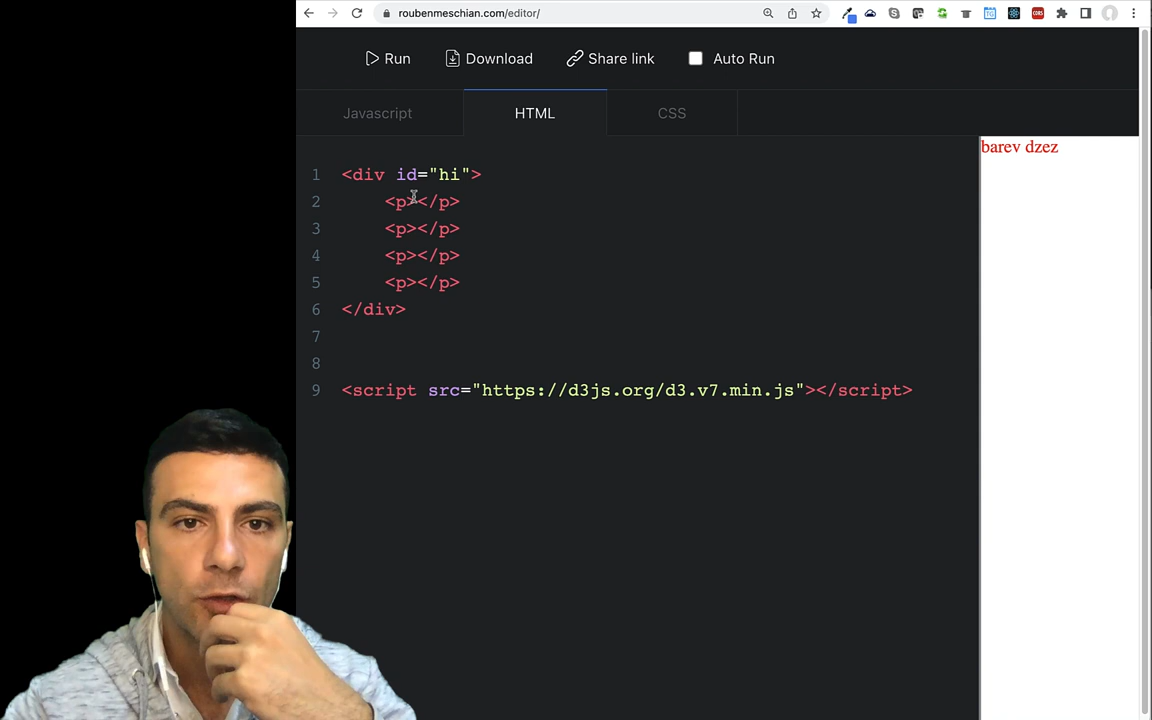 roubenmeschian.com/editor/
Run Download Share link Auto Run
Javascript HTML CSS
1 <div id="hi">
2 <p></p>
3 <p></p>
4 <p></p>
5 <p></p>
6 </div>
7
8
9 <script src="https://d3js.org/d3.v7.min.js"></script>
barev dzez